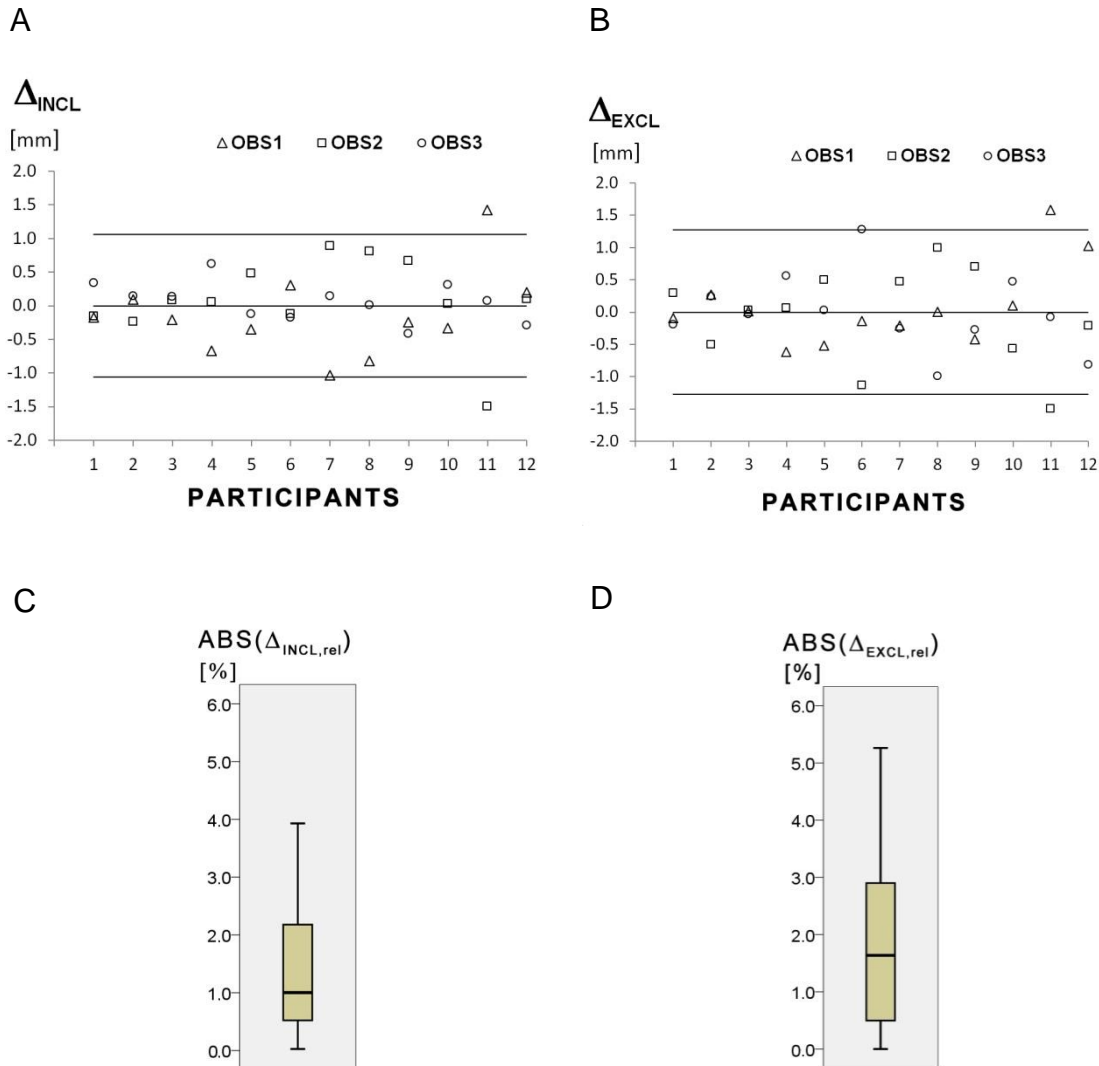 A
Δ INCL
[mm]
OBS1 OBS2 OBS3
2.0
1.5
1.0
0.5
0.0
-0.5
-1.0
-1.5
-2.0
1 2 3 4 5 6 7 8 9 10 11 12
PARTICIPANTS
B
Δ EXCL
[mm]
OBS1 OBS2 OBS3
2.0
1.5
1.0
0.5
0.0
-0.5
-1.0
-1.5
-2.0
1 2 3 4 5 6 7 8 9 10 11 12
PARTICIPANTS
C
ABS(Δ INCL,rel)
[%]
6.0
5.0
4.0
3.0
2.0
1.0
0.0
D
ABS(Δ EXCL,rel)
[%]
6.0
5.0
4.0
3.0
2.0
1.0
0.0